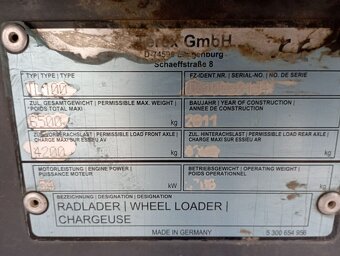 GmbH
D-74595 Langenburg
Schaeffstraße 8
TYP | TYPE | TYPE
FZ-IDENT.NR. | SERIAL-NO. | NO. DE SERIE
TL100
ZUL. GESAMTGEWICHT | PERMISSIBLE MAX. WEIGHT |
POIDS TOTAL MAXI
BAUJAHR | YEAR OF CONSTRUCTION |
ANNEE DE CONSTRUCTION
6500 kg
2011
ZUL. VORDERACHSLAST | PERMISSIBLE LOAD FRONT AXLE |
CHARGE MAXI SUR ESSIEU AV
ZUL. HINTERACHSLAST | PERMISSIBLE LOAD REAR AXLE |
CHARGE MAXI SUR ESSIEU AR
4200 kg
kg
MOTORLEISTUNG | ENGINE POWER |
PUISSANCE MOTEUR
BETRIEBSGEWICHT | OPERATING WEIGHT |
POIDS OPERATIONNEL
kW
kg
BEZEICHNUNG | DESIGNATION | DESIGNATION
RADLADER | WHEEL LOADER |
CHARGEUSE
MADE IN GERMANY
5 300 654 956